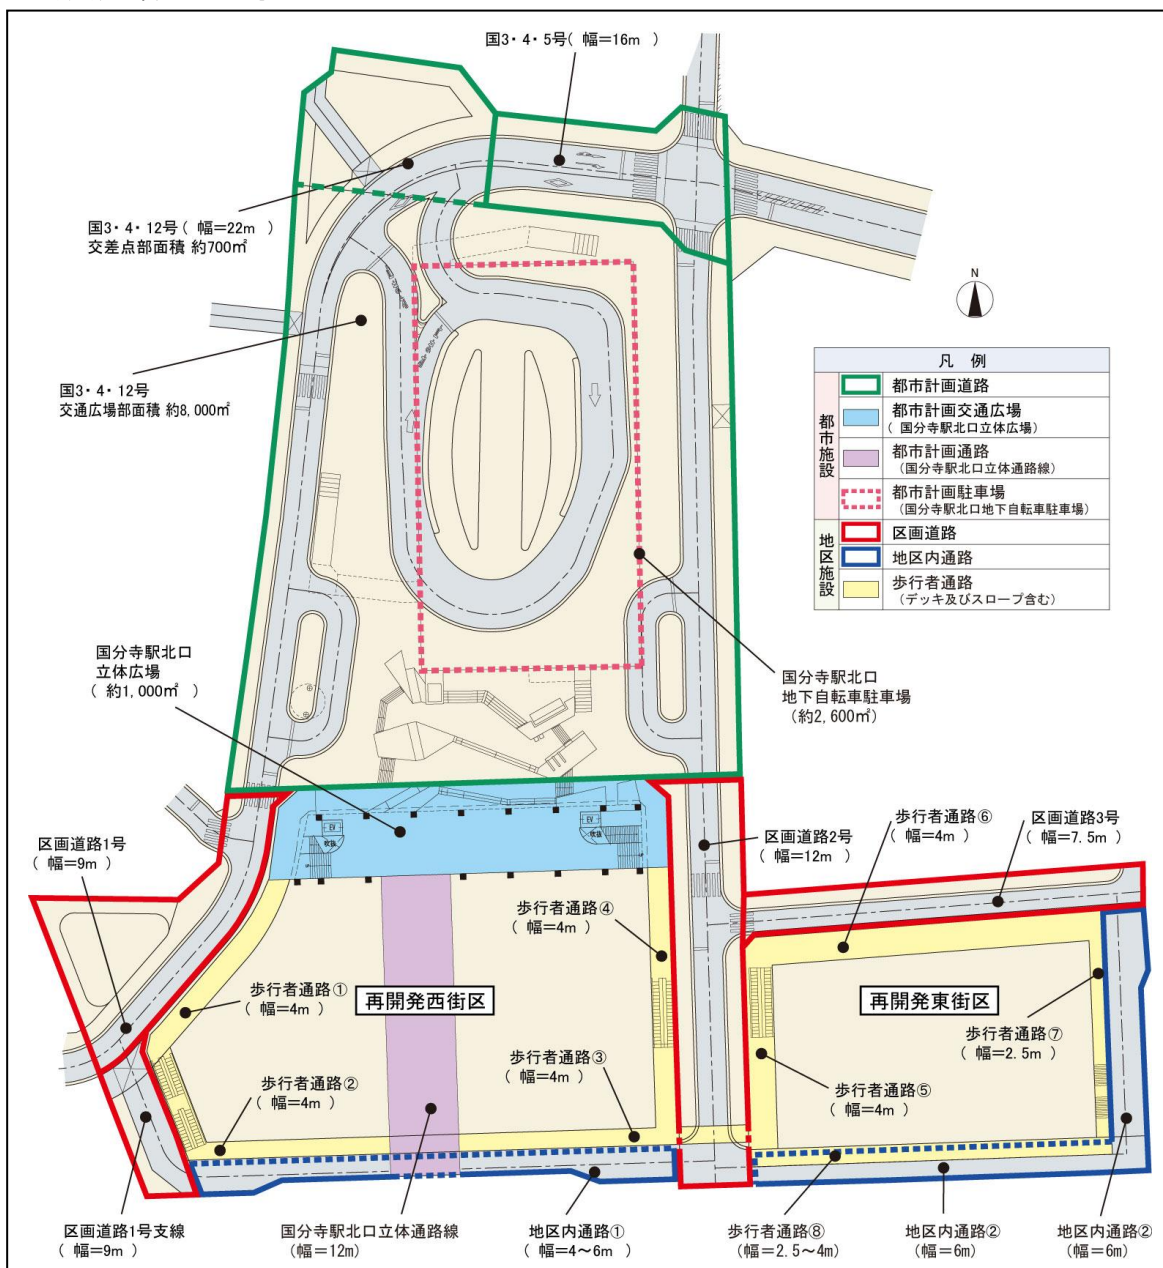 国3・4・5号( 幅=16m )
国3・4・12号( 幅=22m )
交差点部面積 約700㎡
N
国3・4・12号
交通広場部面積 約8,000㎡
凡 例
都市施設
都市計画道路
都市計画交通広場
( 国分寺駅北口立体広場)
都市計画通路
(国分寺駅北口立体通路線)
都市計画駐車場
(国分寺駅北口地下自転車駐車場)
地区施設
区画道路
地区内通路
歩行者通路
(デッキ及びスロープ含む)
国分寺駅北口
立体広場
( 約1,000㎡ )
国分寺駅北口
地下自転車駐車場
(約2,600㎡)
EV
吹抜
EV
吹抜
区画道路1号
( 幅=9m )
区画道路2号
( 幅=12m )
歩行者通路⑥
( 幅=4m )
区画道路3号
( 幅=7.5m )
歩行者通路④
( 幅=4m )
歩行者通路①
( 幅=4m )
再開発西街区
再開発東街区
歩行者通路⑦
( 幅=2.5m )
歩行者通路②
( 幅=4m )
歩行者通路③
( 幅=4m )
歩行者通路⑤
( 幅=4m )
区画道路1号支線
( 幅=9m )
国分寺駅北口立体通路線
(幅=12m)
地区内通路①
( 幅=4〜6m )
歩行者通路⑧
(幅=2.5〜4m)
地区内通路②
(幅=6m)
地区内通路②
(幅=6m)